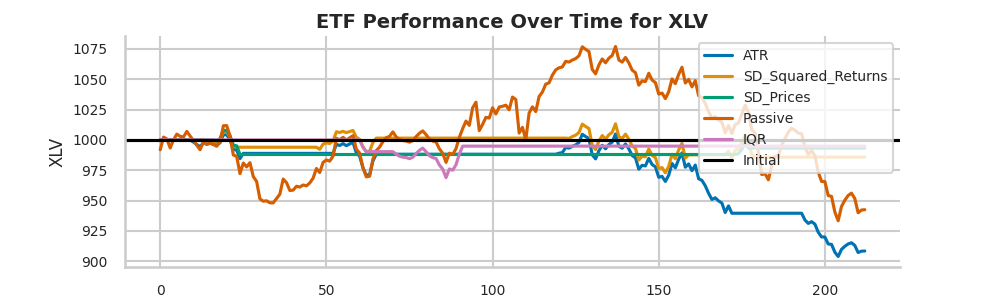 ETF Performance Over Time for XLV
XLV
1075
1050
1025
1000
975
950
925
900
0 50 100 150 200
ATR
SD_Squared_Returns
SD_Prices
Passive
IQR
Initial